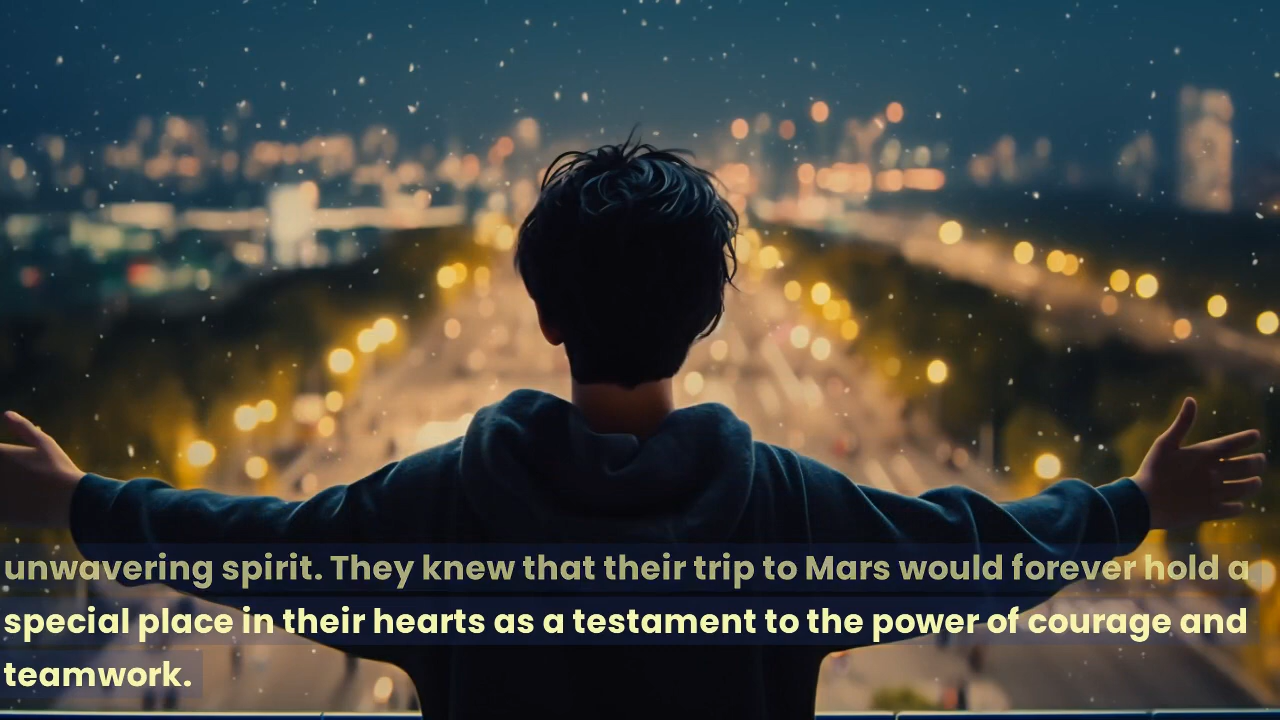 unwavering spirit. They knew that their trip to Mars would forever hold a
special place in their hearts as a testament to the power of courage and
teamwork.